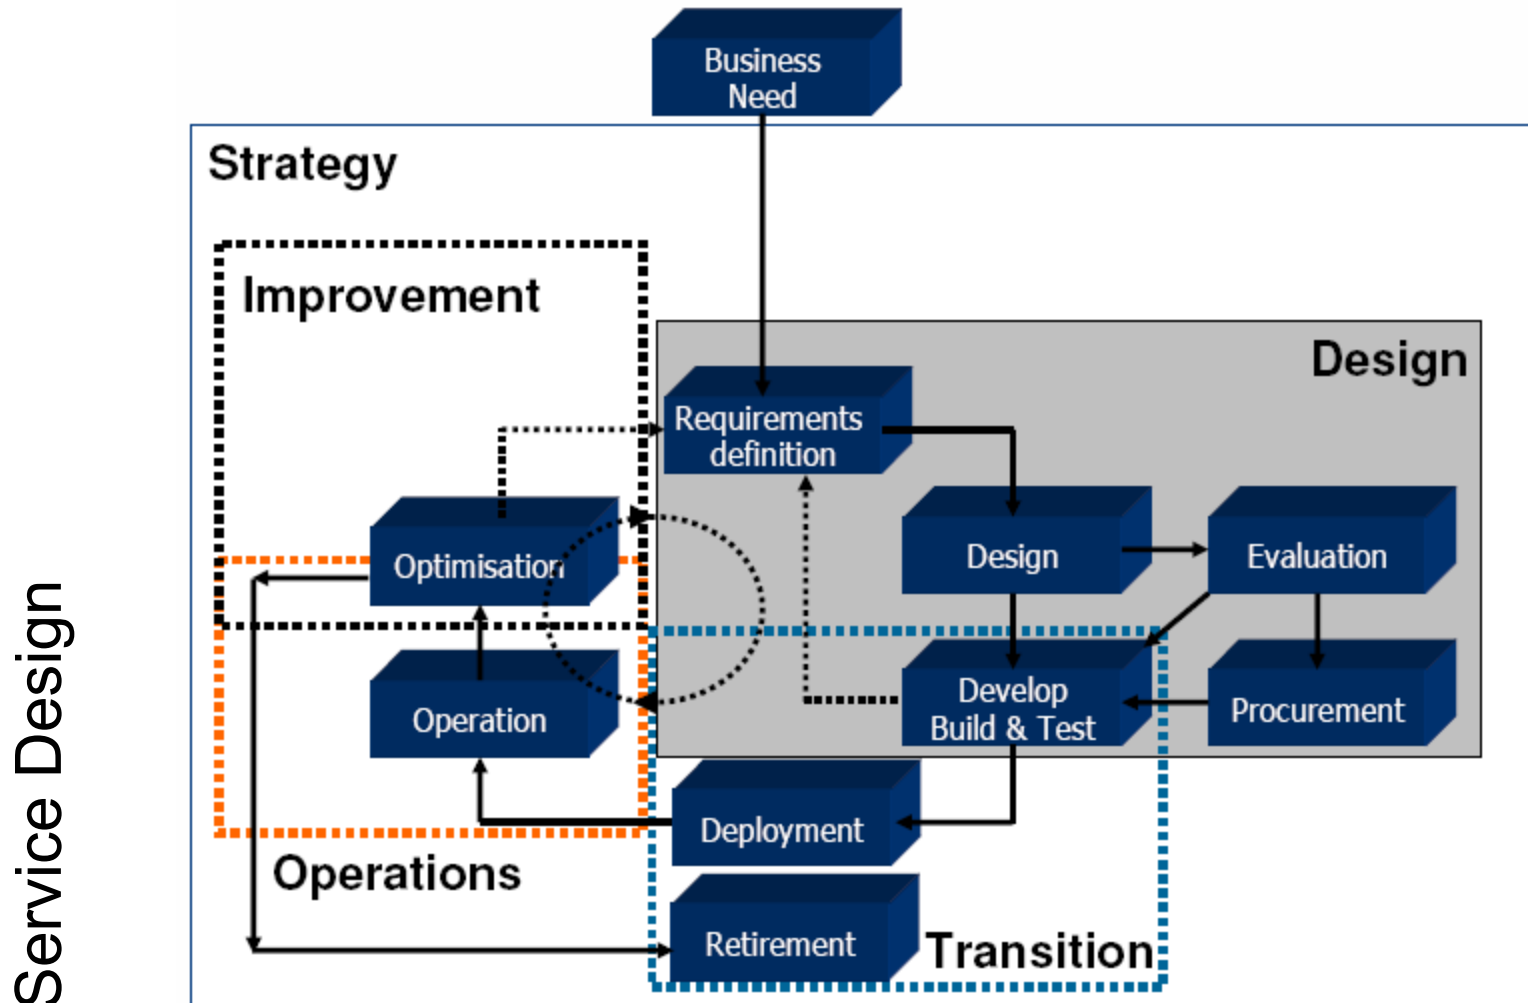 Business
Need
Strategy
Improvement
Design
Requirements
definition
Optimisation
Design
Evaluation
Operation
Develop
Build & Test
Procurement
Deployment
Operations
Retirement
Transition
Service Design